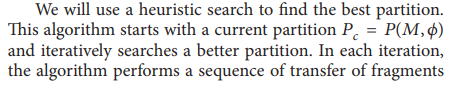 We will use a heuristic search to find the best partition.
This algorithm starts with a current partition P_c = P(M, ϕ)
and iteratively searches a better partition. In each iteration,
the algorithm performs a sequence of transfer of fragments